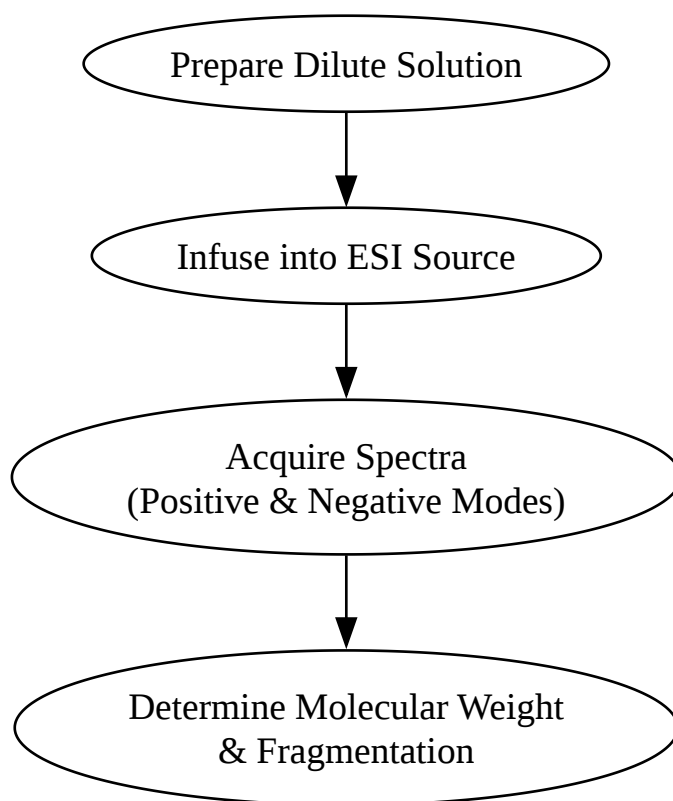 Prepare Dilute Solution
Infuse into ESI Source
Acquire Spectra
(Positive & Negative Modes)
Determine Molecular Weight
& Fragmentation